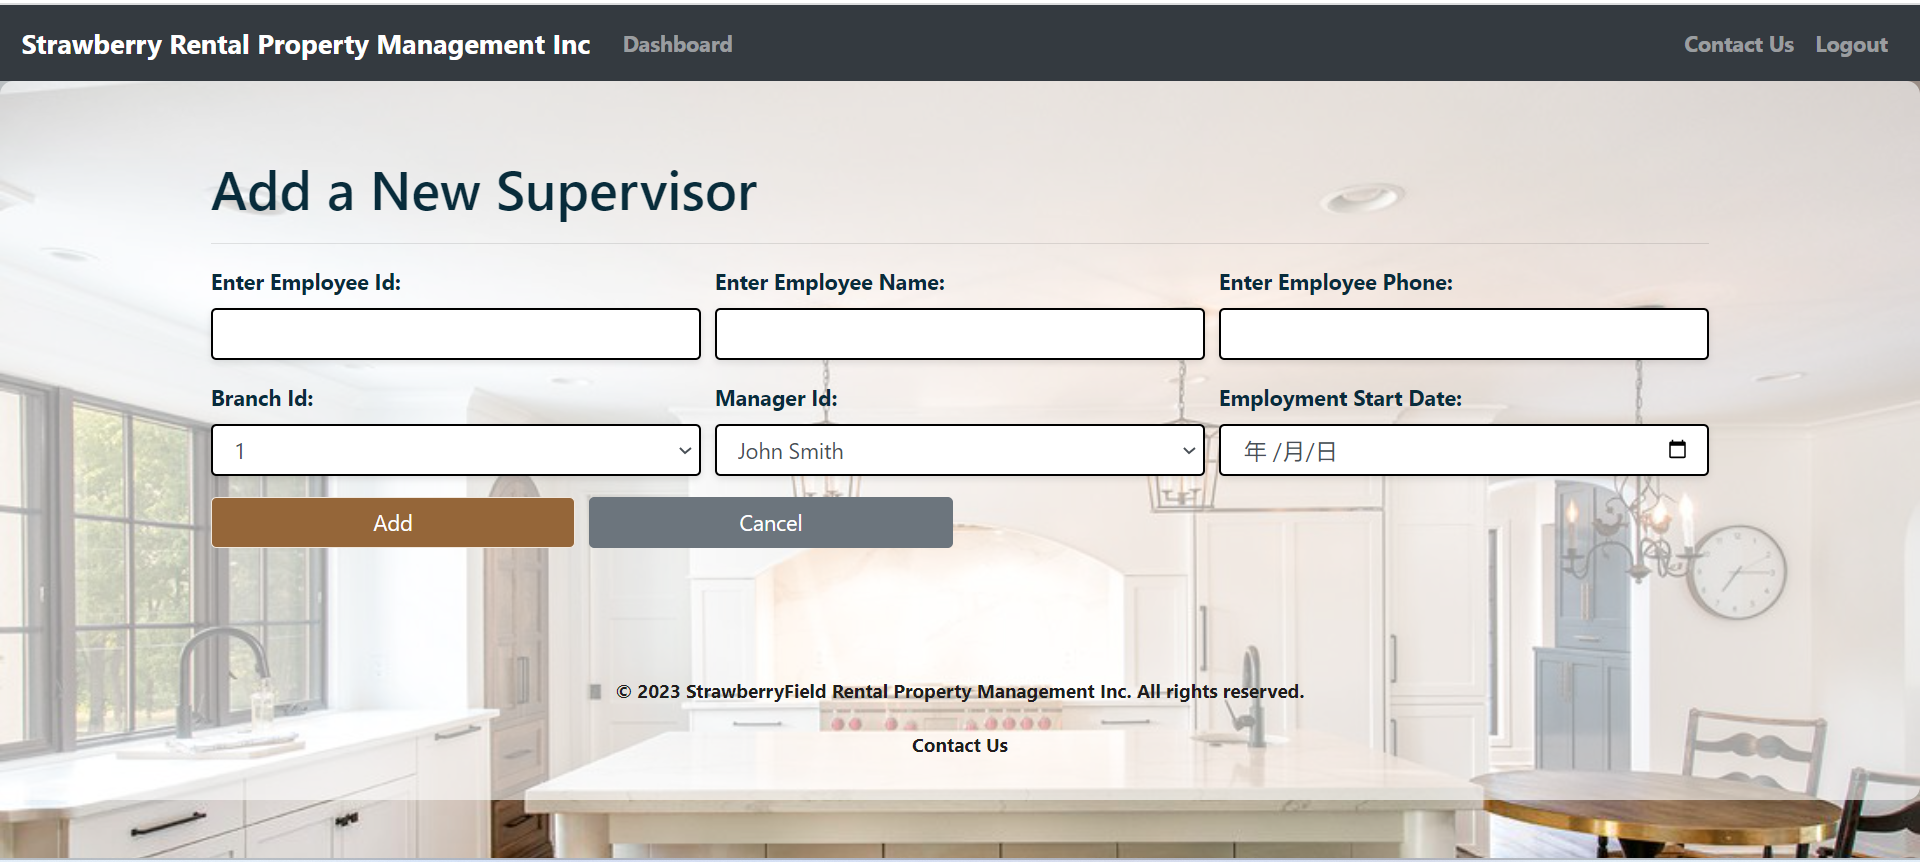 Strawberry Rental Property Management Inc Dashboard Contact Us Logout
Add a New Supervisor
Enter Employee Id: Enter Employee Name: Enter Employee Phone:
Branch Id: Manager Id: Employment Start Date:
1 John Smith 年 /月/日
Add Cancel
© 2023 StrawberryField Rental Property Management Inc. All rights reserved.
Contact Us